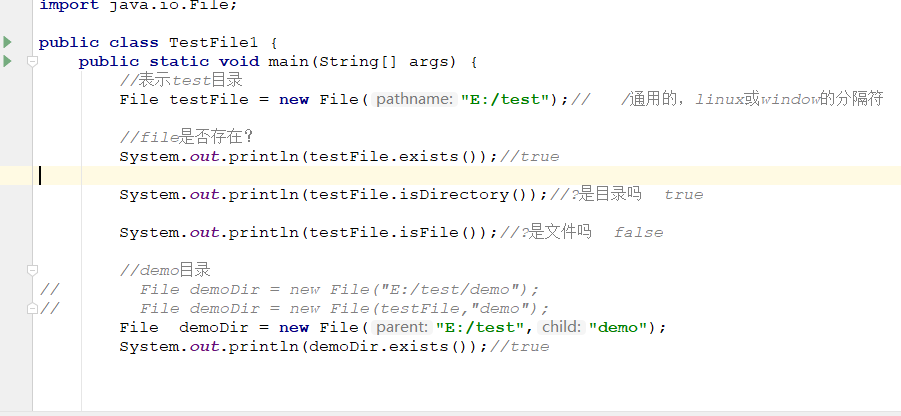 import java.io.File;
public class TestFile1 {
public static void main(String[] args) {
//表示test目录
File testFile = new File( pathname: "E:/test");//   /通用的，linux或window的分隔符
//file是否存在？
System.out.println(testFile.exists());//true
System.out.println(testFile.isDirectory());//?是目录吗  true
System.out.println(testFile.isFile());//?是文件吗  false
//demo目录
//        File demoDir = new File("E:/test/demo");
//        File demoDir = new File(testFile,"demo");
File  demoDir = new File( parent: "E:/test", child: "demo");
System.out.println(demoDir.exists());//true